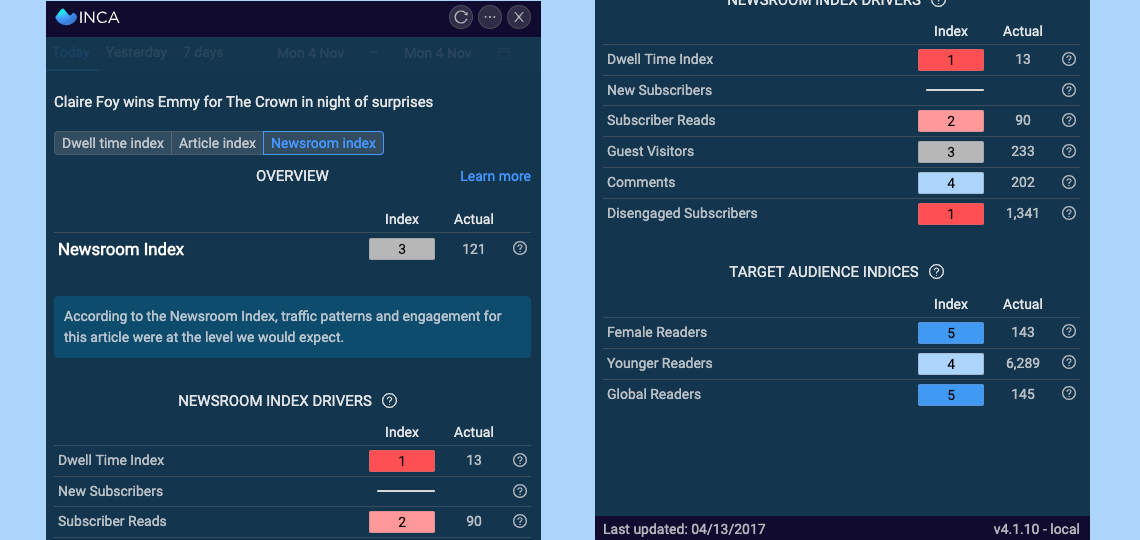 INCA
Today Yesterday 7 days Mon 4 Nov ~ Mon 4 Nov
Claire Foy wins Emmy for The Crown in night of surprises
Dwell time index Article index Newsroom index
OVERVIEW Learn more
Index Actual
Newsroom Index 3 121
According to the Newsroom Index, traffic patterns and engagement for
this article were at the level we would expect.
NEWSROOM INDEX DRIVERS
Index Actual
Dwell Time Index 1 13
New Subscribers
Subscriber Reads 2 90
NEWSROOM INDEX DRIVERS
Index Actual
Dwell Time Index 1 13
New Subscribers
Subscriber Reads 2 90
Guest Visitors 3 233
Comments 4 202
Disengaged Subscribers 1 1,341
TARGET AUDIENCE INDICES
Index Actual
Female Readers 5 143
Younger Readers 4 6,289
Global Readers 5 145
Last updated: 04/13/2017 v4.1.10 - local